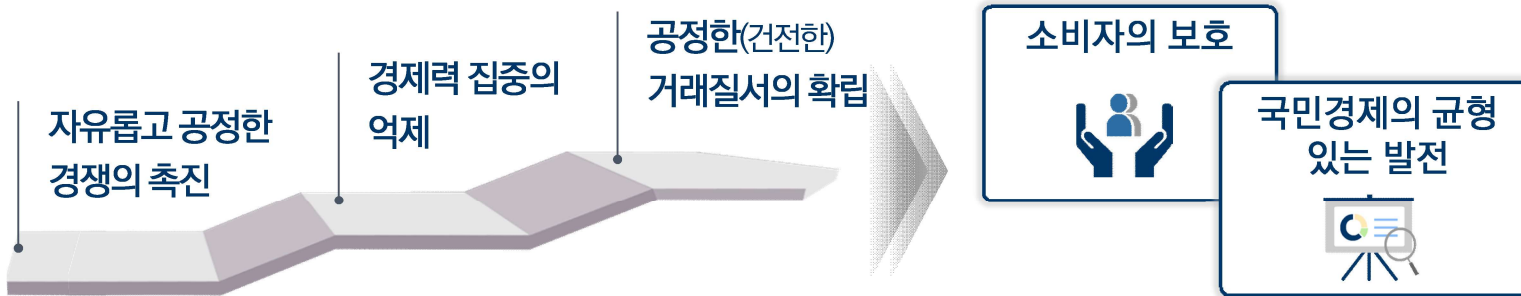 자유롭고 공정한
경쟁의 촉진
경제력 집중의
억제
공정한(건전한)
거래질서의 확립
소비자의 보호
국민경제의 균형
있는 발전